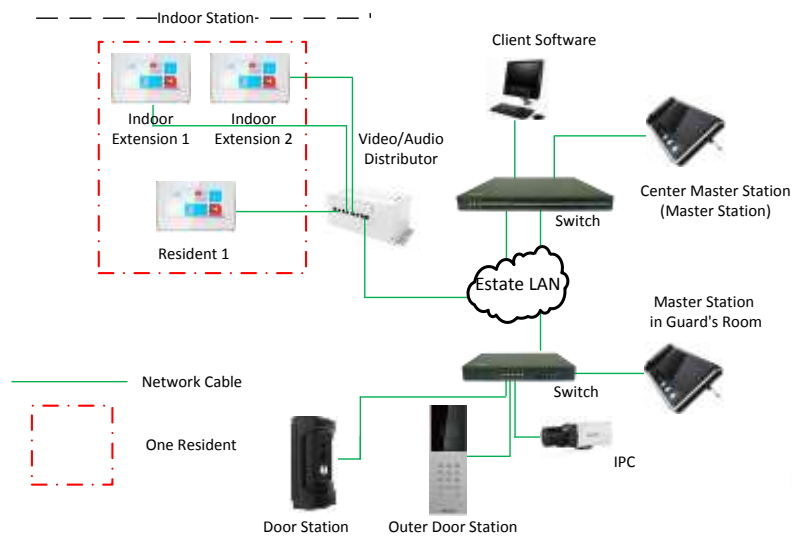 Indoor Station
Client Software
Indoor
Extension 1
Indoor
Extension 2
Video/Audio
Distributor
Center Master Station
(Master Station)
Switch
Resident 1
Estate LAN
Master Station
in Guard's Room
Network Cable
Switch
One Resident
IPC
Door Station
Outer Door Station